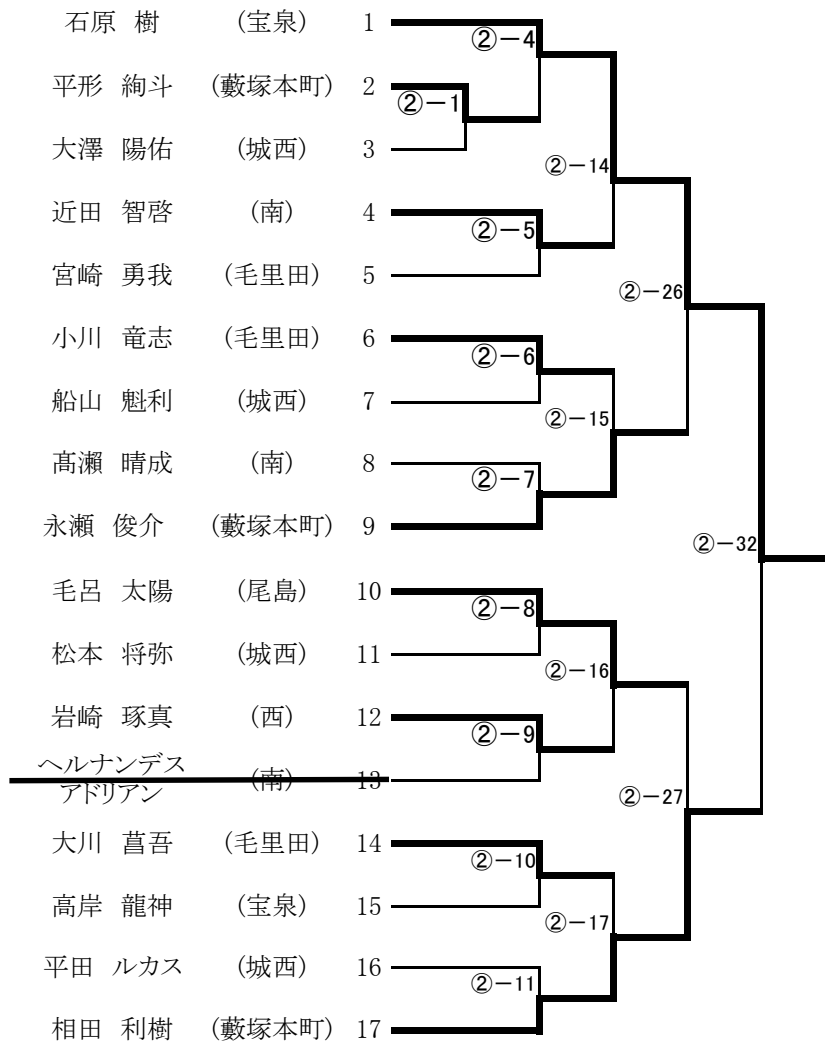 石原 樹 (宝泉) 1
②-4
平形 絢斗 (藪塚本町) 2
②-1
大澤 陽佑 (城西) 3
②-14
近田 智啓 (南) 4
②-5
宮崎 勇我 (毛里田) 5
②-26
小川 竜志 (毛里田) 6
②-6
船山 魁利 (城西) 7
②-15
髙瀨 晴成 (南) 8
②-7
永瀬 俊介 (藪塚本町) 9
②-32
毛呂 太陽 (尾島) 10
②-8
松本 将弥 (城西) 11
②-16
岩崎 琢真 (西) 12
②-9
ヘルナンデス
アドリアン (南) 13
②-27
大川 菖吾 (毛里田) 14
②-10
高岸 龍神 (宝泉) 15
②-17
平田 ルカス (城西) 16
②-11
相田 利樹 (藪塚本町) 17